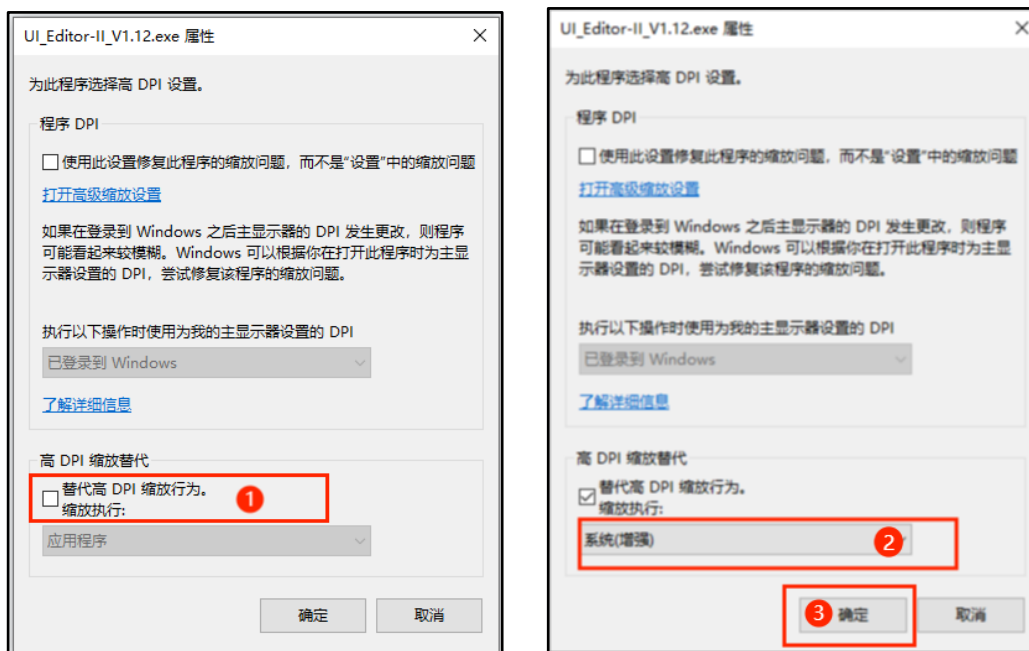 UI_Editor-II_V1.12.exe 属性
为此程序选择高 DPI 设置。
程序 DPI
使用此设置修复此程序的缩放问题，而不是“设置”中的缩放问题
打开高级缩放设置
如果在登录到 Windows 之后主显示器的 DPI 发生更改，则程序
可能看起来较模糊。Windows 可以根据你在打开此程序时为主显
示器设置的 DPI，尝试修复该程序的缩放问题。
执行以下操作时使用为我的主显示器设置的 DPI
已登录到 Windows
了解详细信息
高 DPI 缩放替代
替代高 DPI 缩放行为。
缩放执行:
1
应用程序
确定
取消
UI_Editor-II_V1.12.exe 属性
为此程序选择高 DPI 设置。
程序 DPI
使用此设置修复此程序的缩放问题，而不是“设置”中的缩放问题
打开高级缩放设置
如果在登录到 Windows 之后主显示器的 DPI 发生更改，则程序
可能看起来较模糊。Windows 可以根据你在打开此程序时为主显
示器设置的 DPI，尝试修复该程序的缩放问题。
执行以下操作时使用为我的主显示器设置的 DPI
已登录到 Windows
了解详细信息
高 DPI 缩放替代
替代高 DPI 缩放行为。
缩放执行:
系统(增强)
2
3
确定
取消